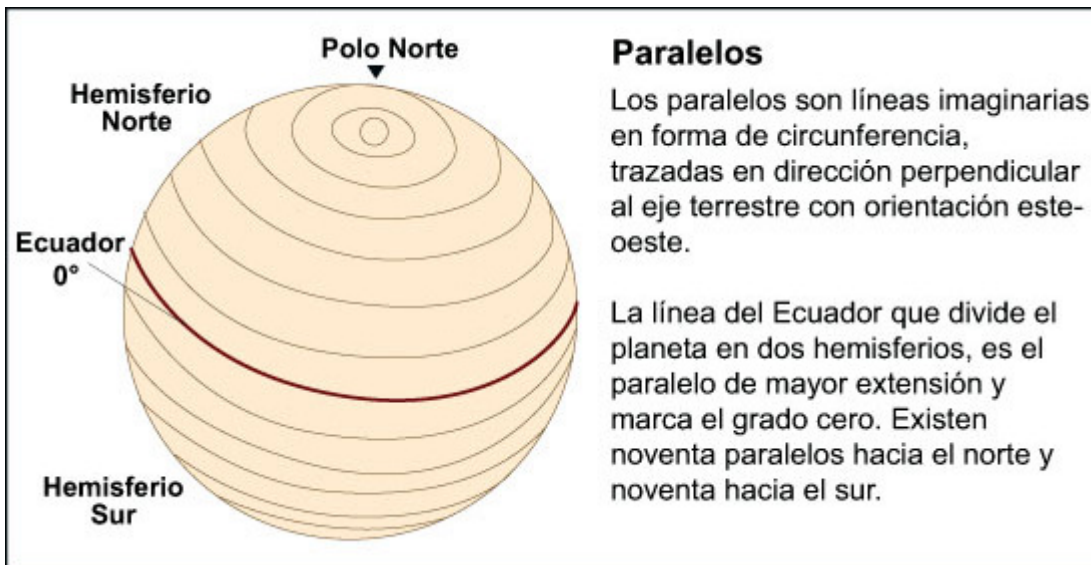 Polo Norte
Hemisferio
Norte
Ecuador
0°
Hemisferio
Sur
Paralelos
Los paralelos son líneas imaginarias
en forma de circunferencia,
trazadas en dirección perpendicular
al eje terrestre con orientación este-
oeste.
La línea del Ecuador que divide el
planeta en dos hemisferios, es el
paralelo de mayor extensión y
marca el grado cero. Existen
noventa paralelos hacia el norte y
noventa hacia el sur.